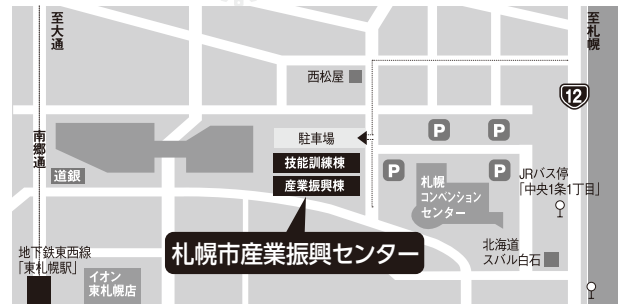 至大通
至札幌
西松屋
12
南郷通
駐車場
P
P
技能訓練棟
産業振興棟
道銀
P
P
札幌
コンベンション
センター
JRバス停
「中央1条1丁目」
札幌市産業振興センター
地下鉄東西線
「東札幌駅」
イオン
東札幌店
北海道
スバル白石